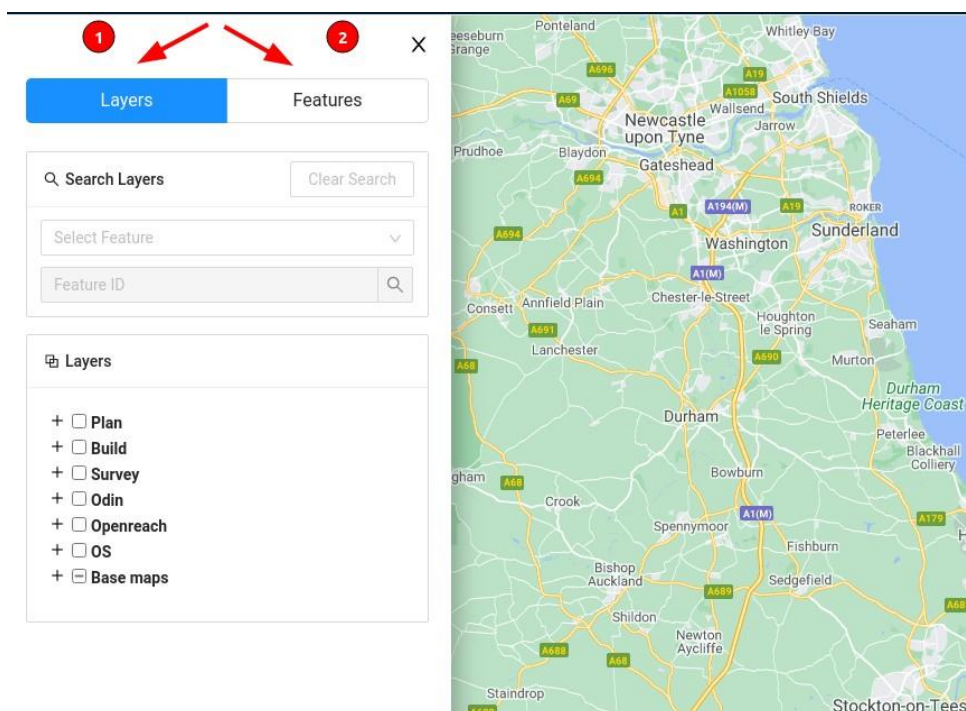 1
2
X
Layers
Features
Search Layers
Clear Search
Select Feature
Feature ID
Layers
Plan
Build
Survey
Odin
Openreach
OS
Base maps
Ponteland
Whitley Bay
A696
A19
A1058
A69
South Shields
Wallsend
Newcastle
upon Tyne
Jarrow
Prudhoe
Blaydon
Gateshead
A694
A1
A194(M)
A19
ROKER
A694
Sunderland
Washington
A1(M)
Consett
Annfield Plain
Chester-le-Street
A691
Houghton
le Spring
Seaham
Lanchester
A690
Murton
A68
Durham
Heritage Coast
Durham
Peterlee
Blackhall
Colliery
gham
A68
Bowburn
Crook
A1(M)
A179
Spennymoor
Fishburn
Bishop
Auckland
Sedgefield
A689
A68
Shildon
Newton
Aycliffe
A688
A68
Staindrop
Stockton-on-Tees